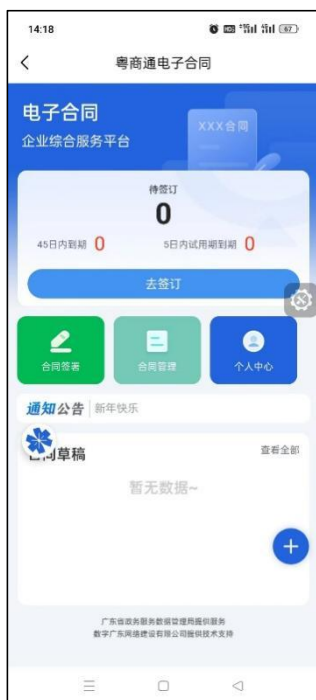 14:18
67
粤商通电子合同
电子合同
企业综合服务平台
XXX合同
待签订
0
45日内到期 0
5日内试用期到期 0
去签订
合同签署
合同管理
个人中心
通知公告 新年快乐
同草稿
查看全部
暂无数据~
广东省政务服务数据管理局提供服务
数字广东网络建设有限公司提供技术支持